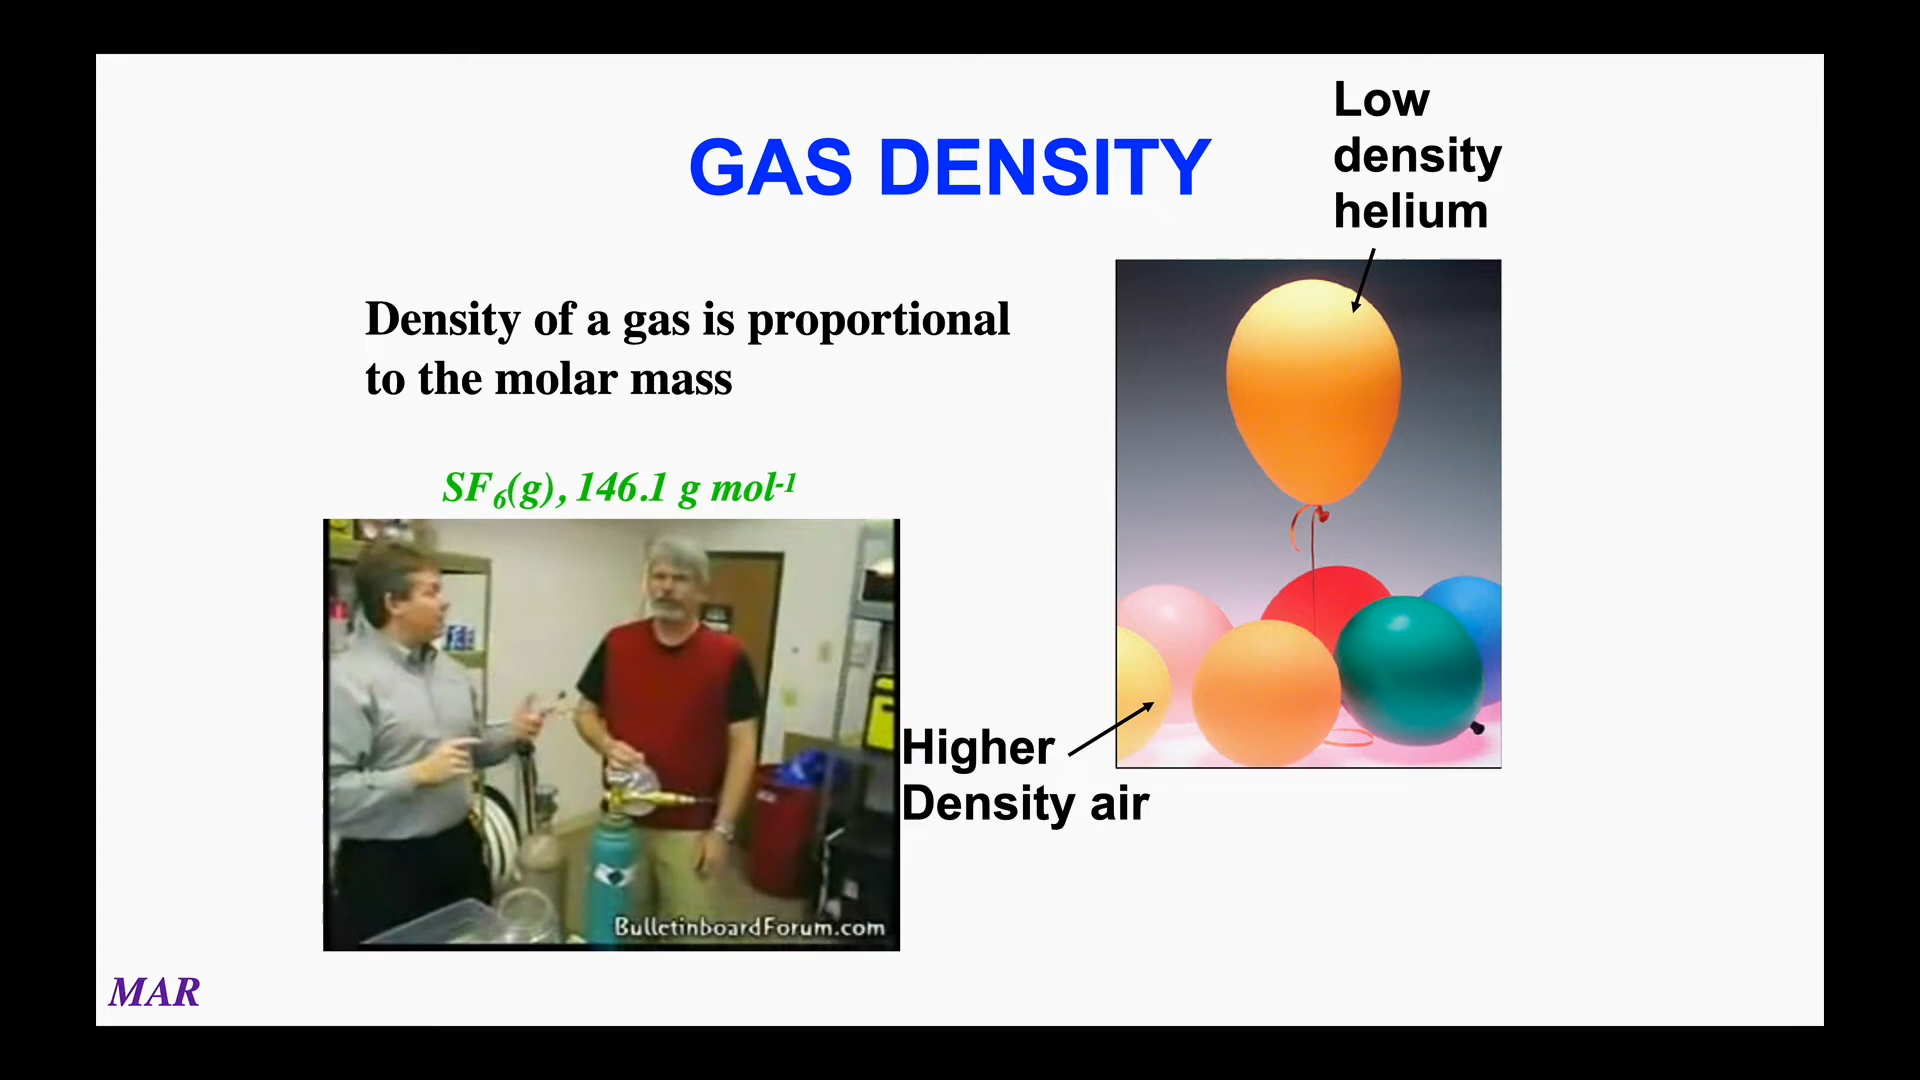 GAS DENSITY
Low
density
helium
Density of a gas is proportional
to the molar mass
SF6(g), 146.1 g mol-1
Higher
Density air
BulletinboardForum.com
MAR